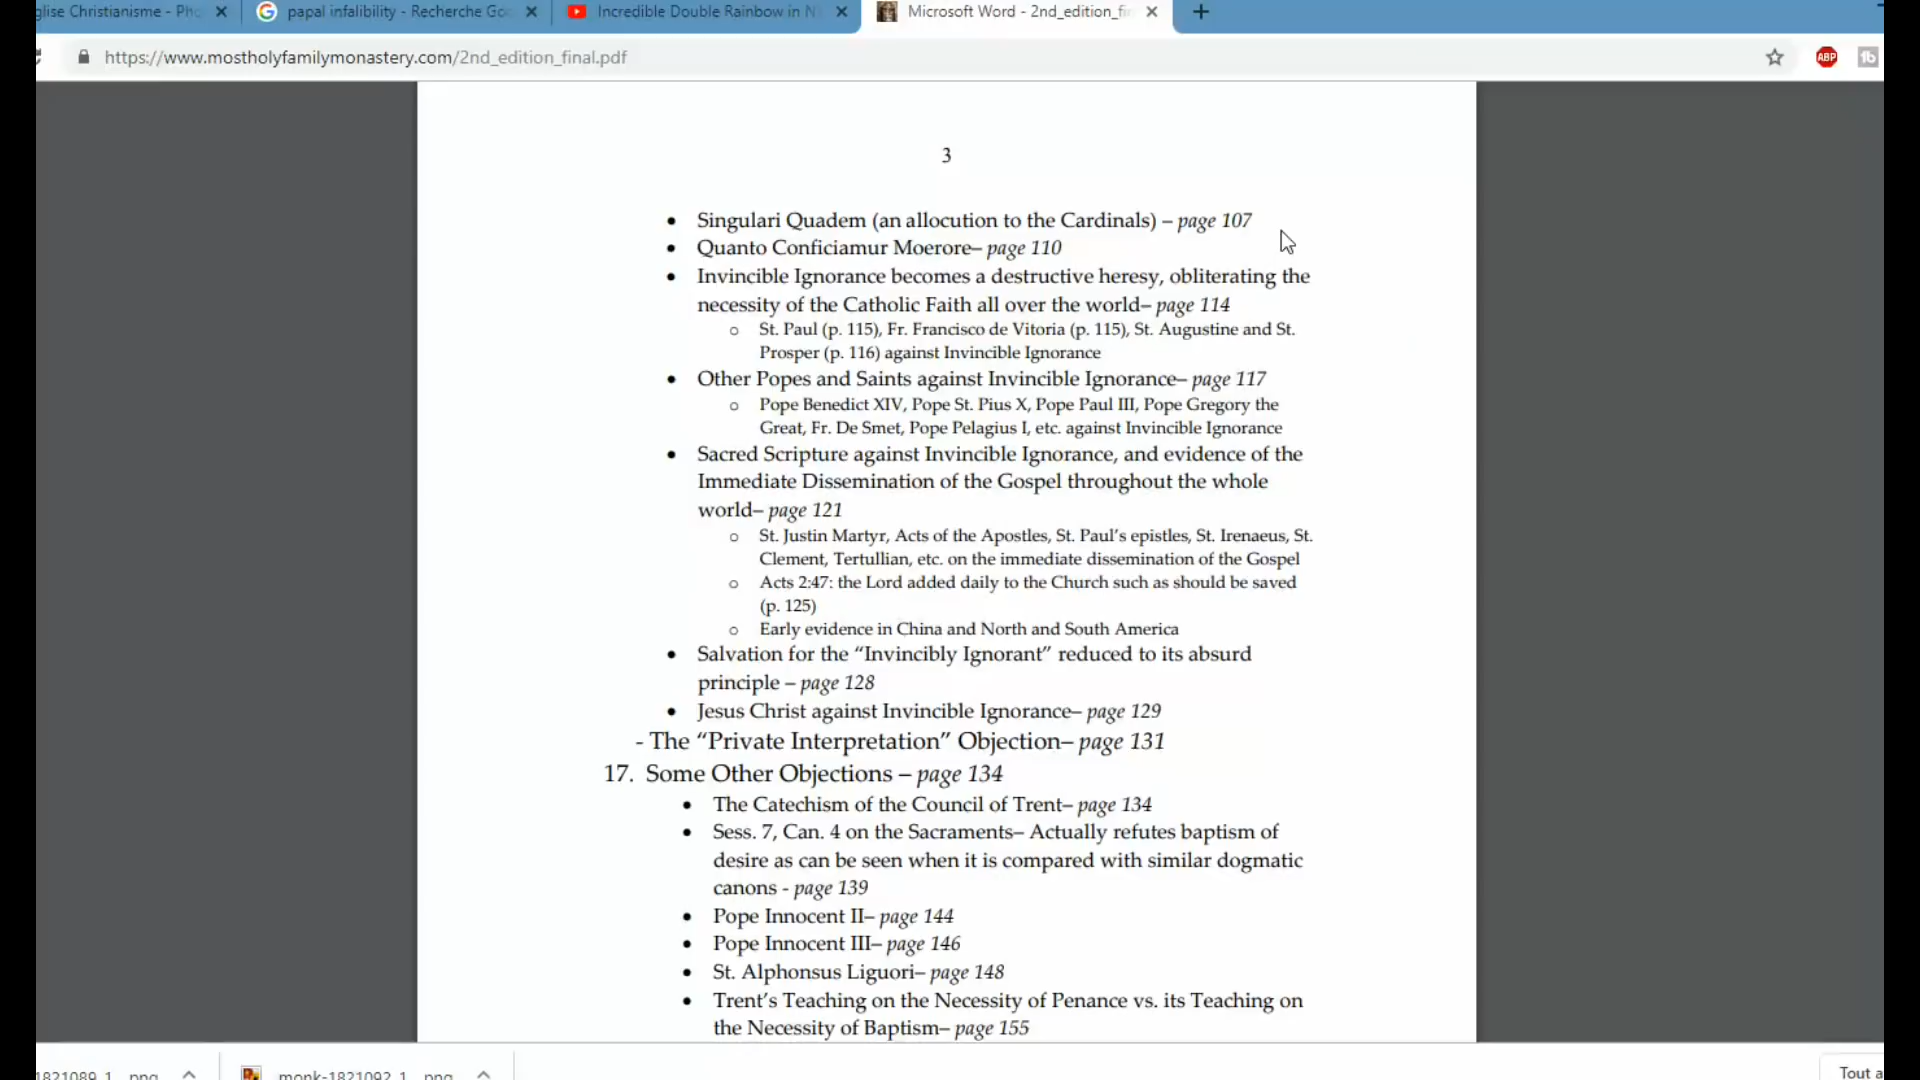 glise Christianisme - Pho
papal infalibility - Recherche Goo
Incredible Double Rainbow in N
Microsoft Word - 2nd_edition_fin
https://www.mostholyfamilymonastery.com/2nd_edition_final.pdf
ABP
3
• Singulari Quadem (an allocution to the Cardinals) – page 107
• Quanto Conficiamur Moerore– page 110
• Invincible Ignorance becomes a destructive heresy, obliterating the
necessity of the Catholic Faith all over the world– page 114
o St. Paul (p. 115), Fr. Francisco de Vitoria (p. 115), St. Augustine and St.
Prosper (p. 116) against Invincible Ignorance
• Other Popes and Saints against Invincible Ignorance– page 117
o Pope Benedict XIV, Pope St. Pius X, Pope Paul III, Pope Gregory the
Great, Fr. De Smet, Pope Pelagius I, etc. against Invincible Ignorance
• Sacred Scripture against Invincible Ignorance, and evidence of the
Immediate Dissemination of the Gospel throughout the whole
world– page 121
o St. Justin Martyr, Acts of the Apostles, St. Paul's epistles, St. Irenaeus, St.
Clement, Tertullian, etc. on the immediate dissemination of the Gospel
o Acts 2:47: the Lord added daily to the Church such as should be saved
(p. 125)
o Early evidence in China and North and South America
• Salvation for the “Invincibly Ignorant” reduced to its absurd
principle – page 128
• Jesus Christ against Invincible Ignorance– page 129
- The “Private Interpretation” Objection– page 131
17. Some Other Objections – page 134
• The Catechism of the Council of Trent– page 134
• Sess. 7, Can. 4 on the Sacraments– Actually refutes baptism of
desire as can be seen when it is compared with similar dogmatic
canons - page 139
• Pope Innocent II– page 144
• Pope Innocent III– page 146
• St. Alphonsus Liguori– page 148
• Trent's Teaching on the Necessity of Penance vs. its Teaching on
the Necessity of Baptism– page 155
1821089_1....png
monk-1821092_1....png
Tout a